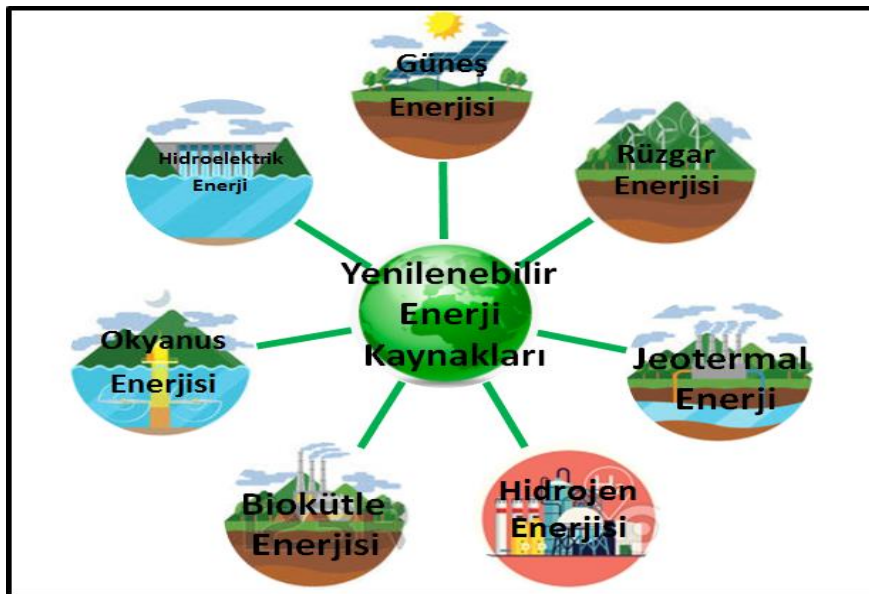 Güneş
Enerjisi
Hidroelektrik
Enerji
Rüzgar
Enerjisi
Yenilenebilir
Enerji
Kaynakları
Okyanus
Enerjisi
Jeotermal
Enerji
Biokütle
Enerjisi
Hidrojen
Enerjisi